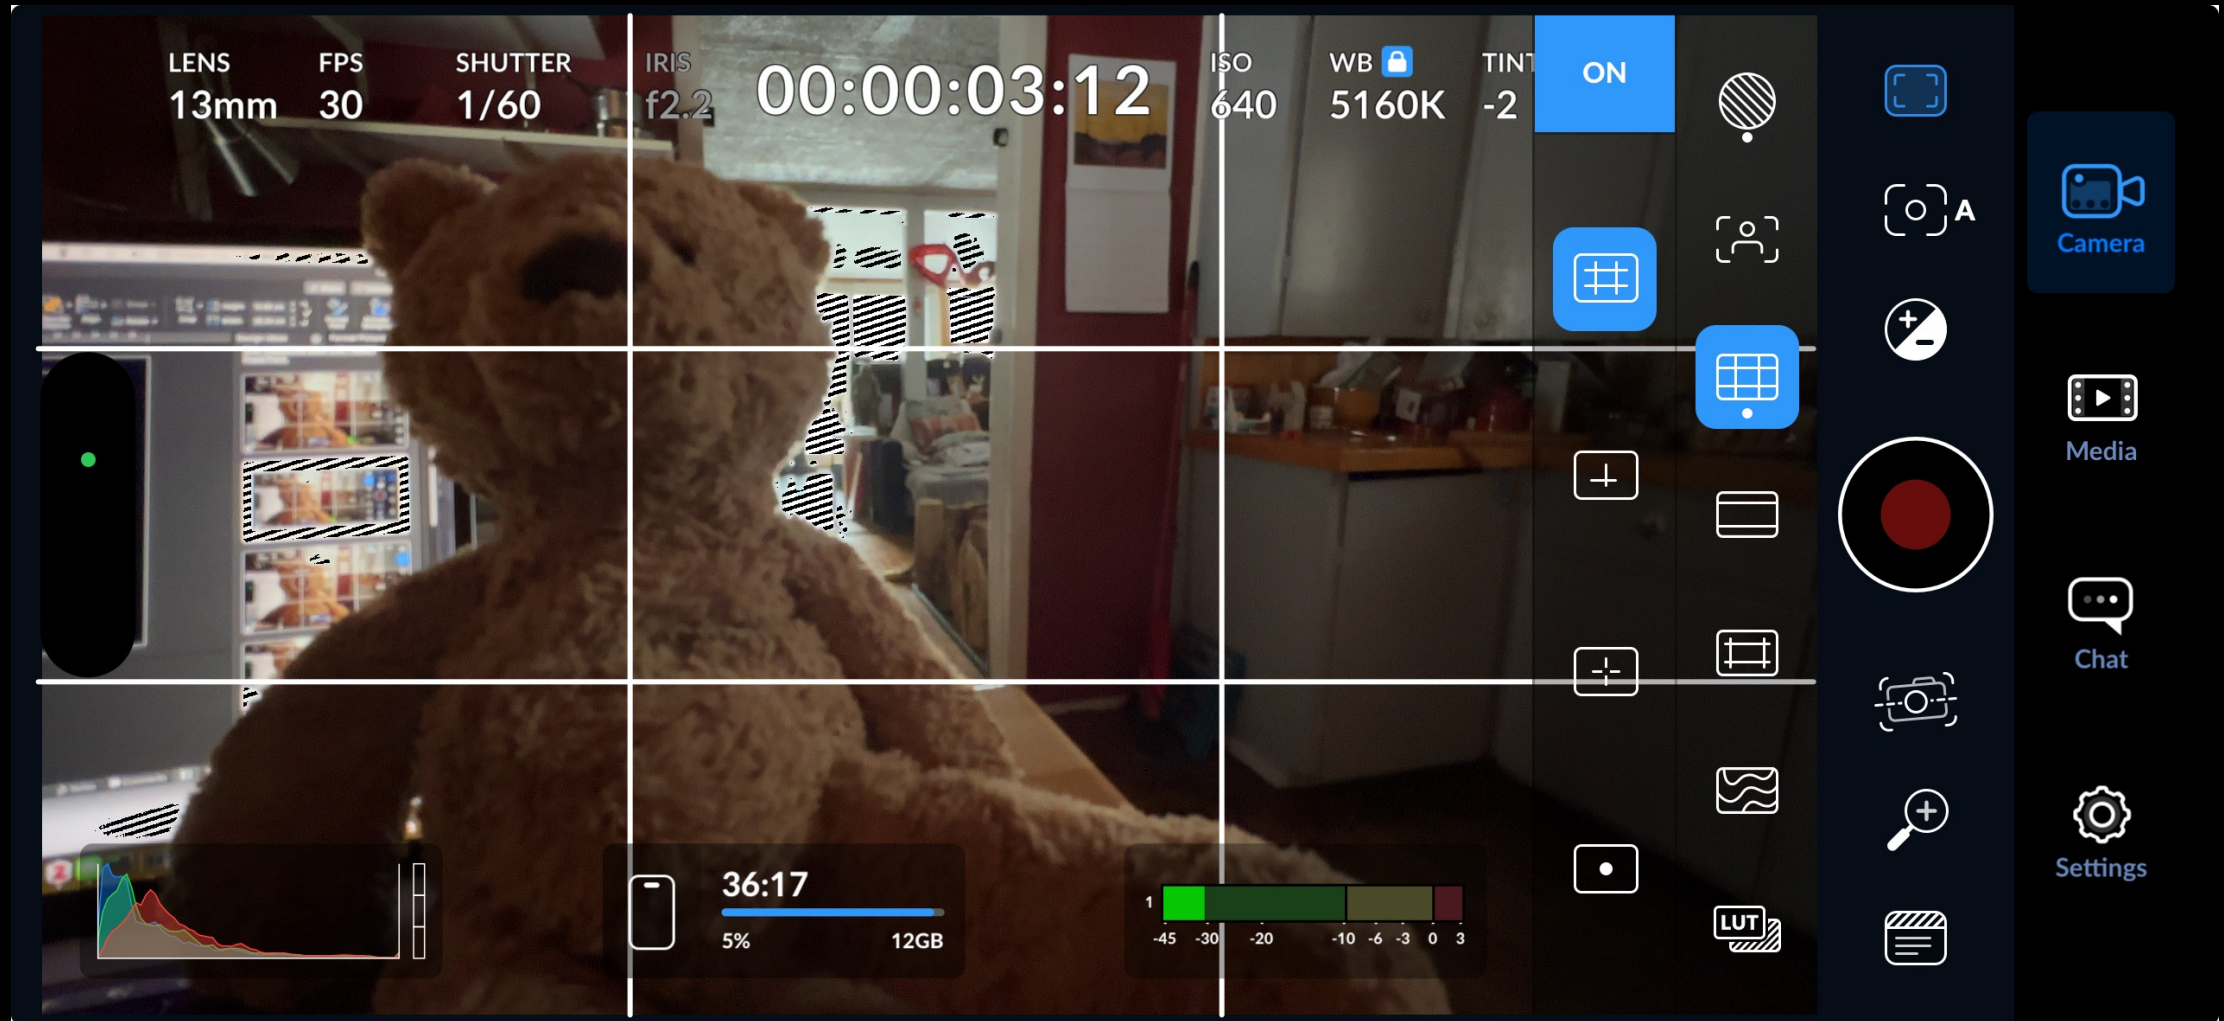 LENS FPS SHUTTER IRIS ISO WB TINT ON
13mm 30 1/60 f2.2 00:00:03:12 640 5160K -2
A
Camera
Media
Chat
Settings
LUT
36:17
5% 12GB
1
-45 -30 -20 -10 -6 -3 0 3